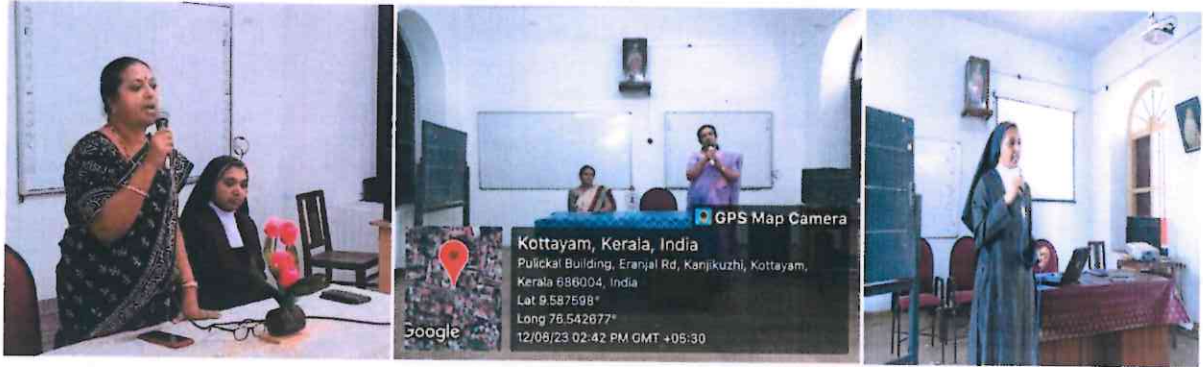 GPS Map Camera
Kottayam, Kerala, India
Pulickal Building, Eranjal Rd, Kanjikuzhi, Kottayam,
Kerala 686004, India
Lat 9.587598°
Long 76.542677°
12/08/23 02:42 PM GMT +05:30
Google